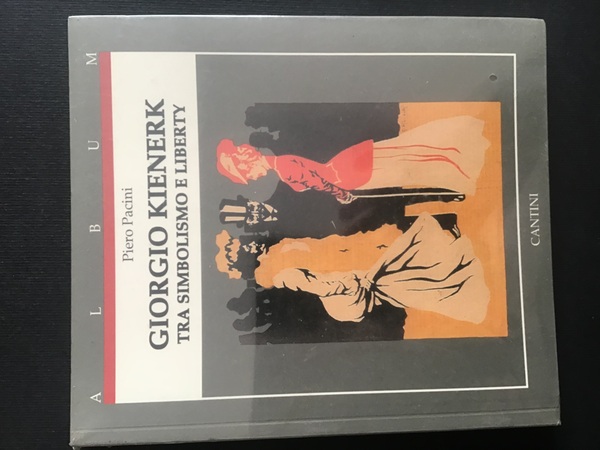 ALBUM
Piero Pacini
GIORGIO KIENERK
TRA SIMBOLISMO E LIBERTY
CANTINI